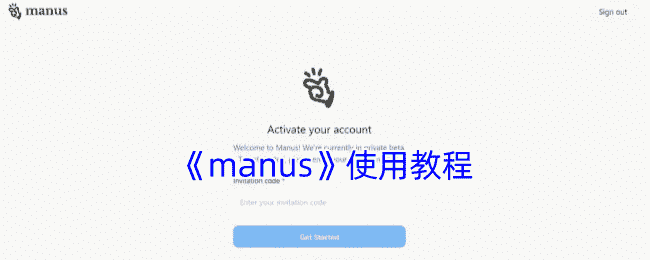 manus
Sign out
Activate your account
Welcome to Manus! We're currently in private beta.
《manus》使用教程
Invitation code *
Enter your invitation code
Get Started